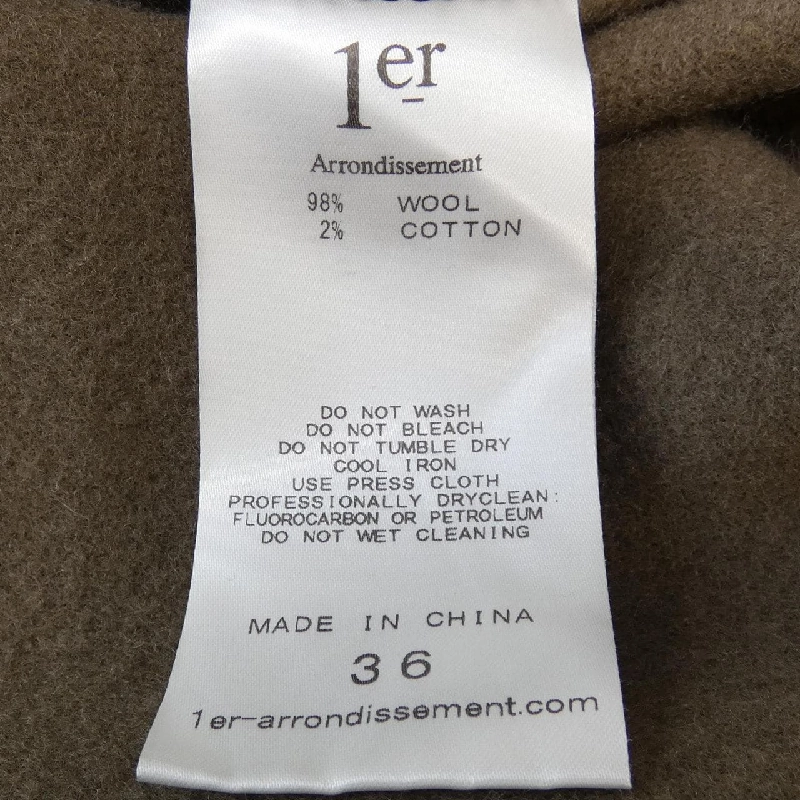 1er
Arrondissement
98% WOOL
2% COTTON
DO NOT WASH
DO NOT BLEACH
DO NOT TUMBLE DRY
COOL IRON
USE PRESS CLOTH
PROFESSIONALLY DRYCLEAN:
FLUOROCARBON OR PETROLEUM
DO NOT WET CLEANING
MADE IN CHINA
36
1er-arrondissement.com